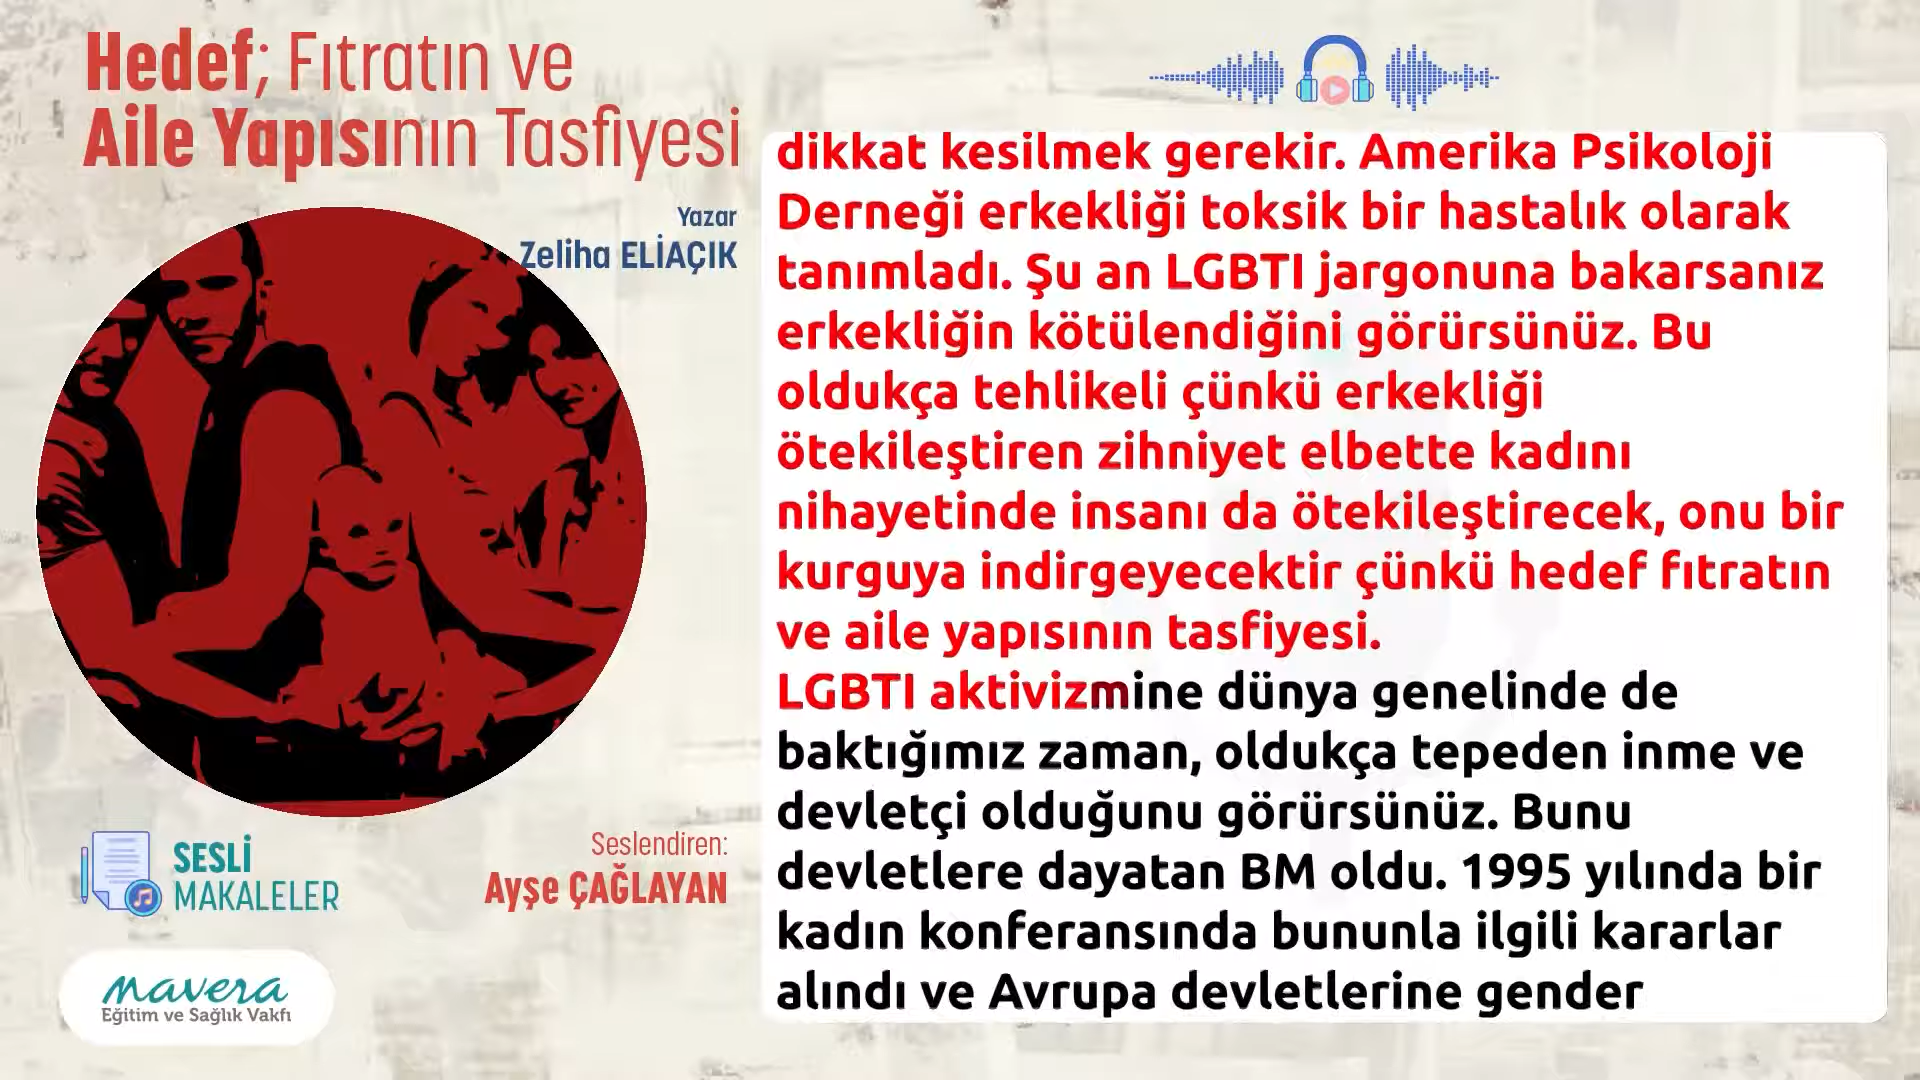 Hedef; Fıtratın ve
Aile Yapısının Tasfiyesi
Yazar
Zeliha ELİAÇIK
dikkat kesilmek gerekir. Amerika Psikoloji
Derneği erkekliği toksik bir hastalık olarak
tanımladı. Şu an LGBTI jargonuna bakarsanız
erkekliğin kötülendiğini görürsünüz. Bu
oldukça tehlikeli çünkü erkekliği
ötekileştiren zihniyet elbette kadını
nihayetinde insanı da ötekileştirecek, onu bir
kurguya indirgeyecektir çünkü hedef fıtratın
ve aile yapısının tasfiyesi.
LGBTI aktivizmine dünya genelinde de
baktığımız zaman, oldukça tepeden inme ve
devletçi olduğunu görürsünüz. Bunu
devletlere dayatan BM oldu. 1995 yılında bir
kadın konferansında bununla ilgili kararlar
alındı ve Avrupa devletlerine gender
SESLİ
MAKALELER
Seslendiren:
Ayşe ÇAĞLAYAN
mavera
Eğitim ve Sağlık Vakfı